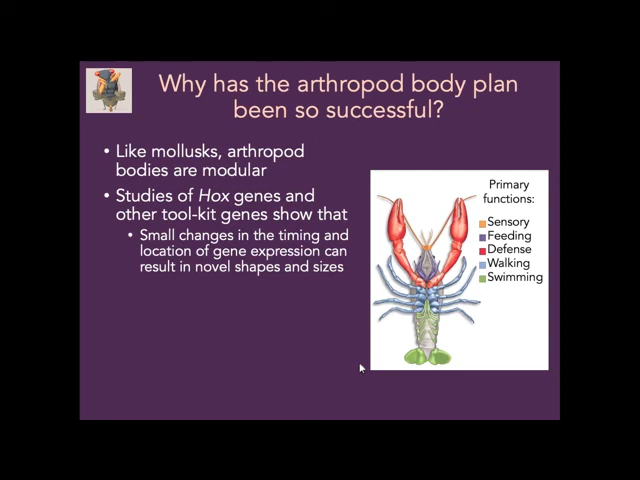 Why has the arthropod body plan
been so successful?
• Like mollusks, arthropod
bodies are modular
• Studies of Hox genes and
other tool-kit genes show that
• Small changes in the timing and
location of gene expression can
result in novel shapes and sizes
Primary
functions:
Sensory
Feeding
Defense
Walking
Swimming